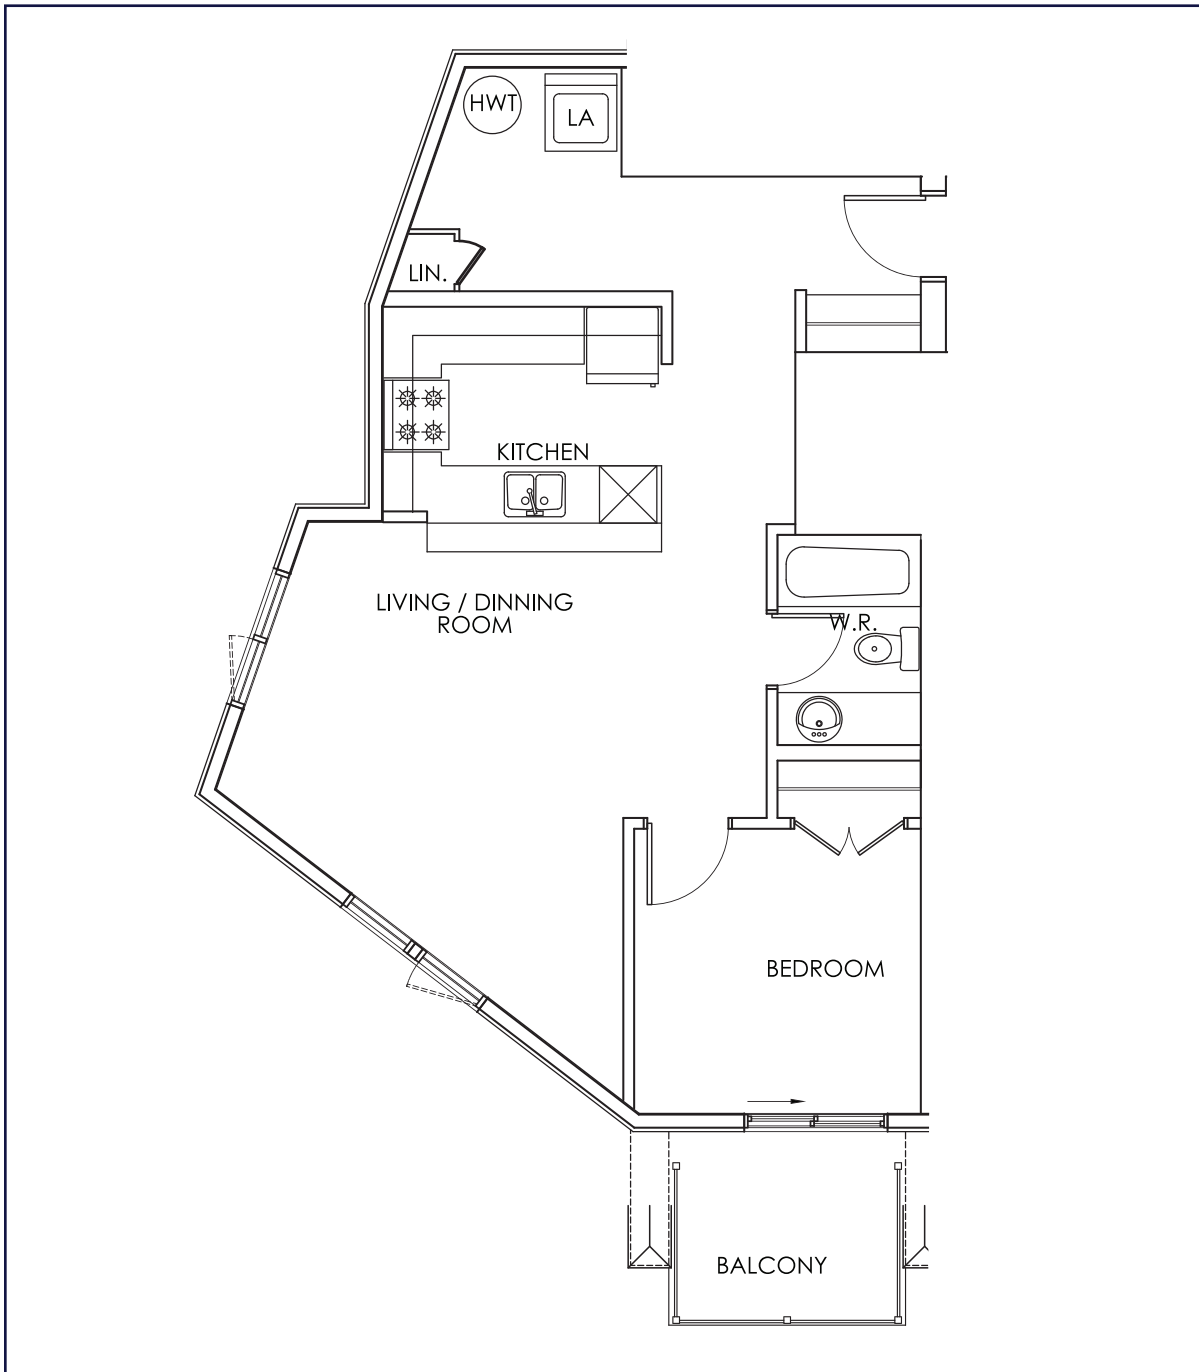 HWT
LA
LIN.
KITCHEN
LIVING / DINNING
ROOM
W.R.
BEDROOM
BALCONY